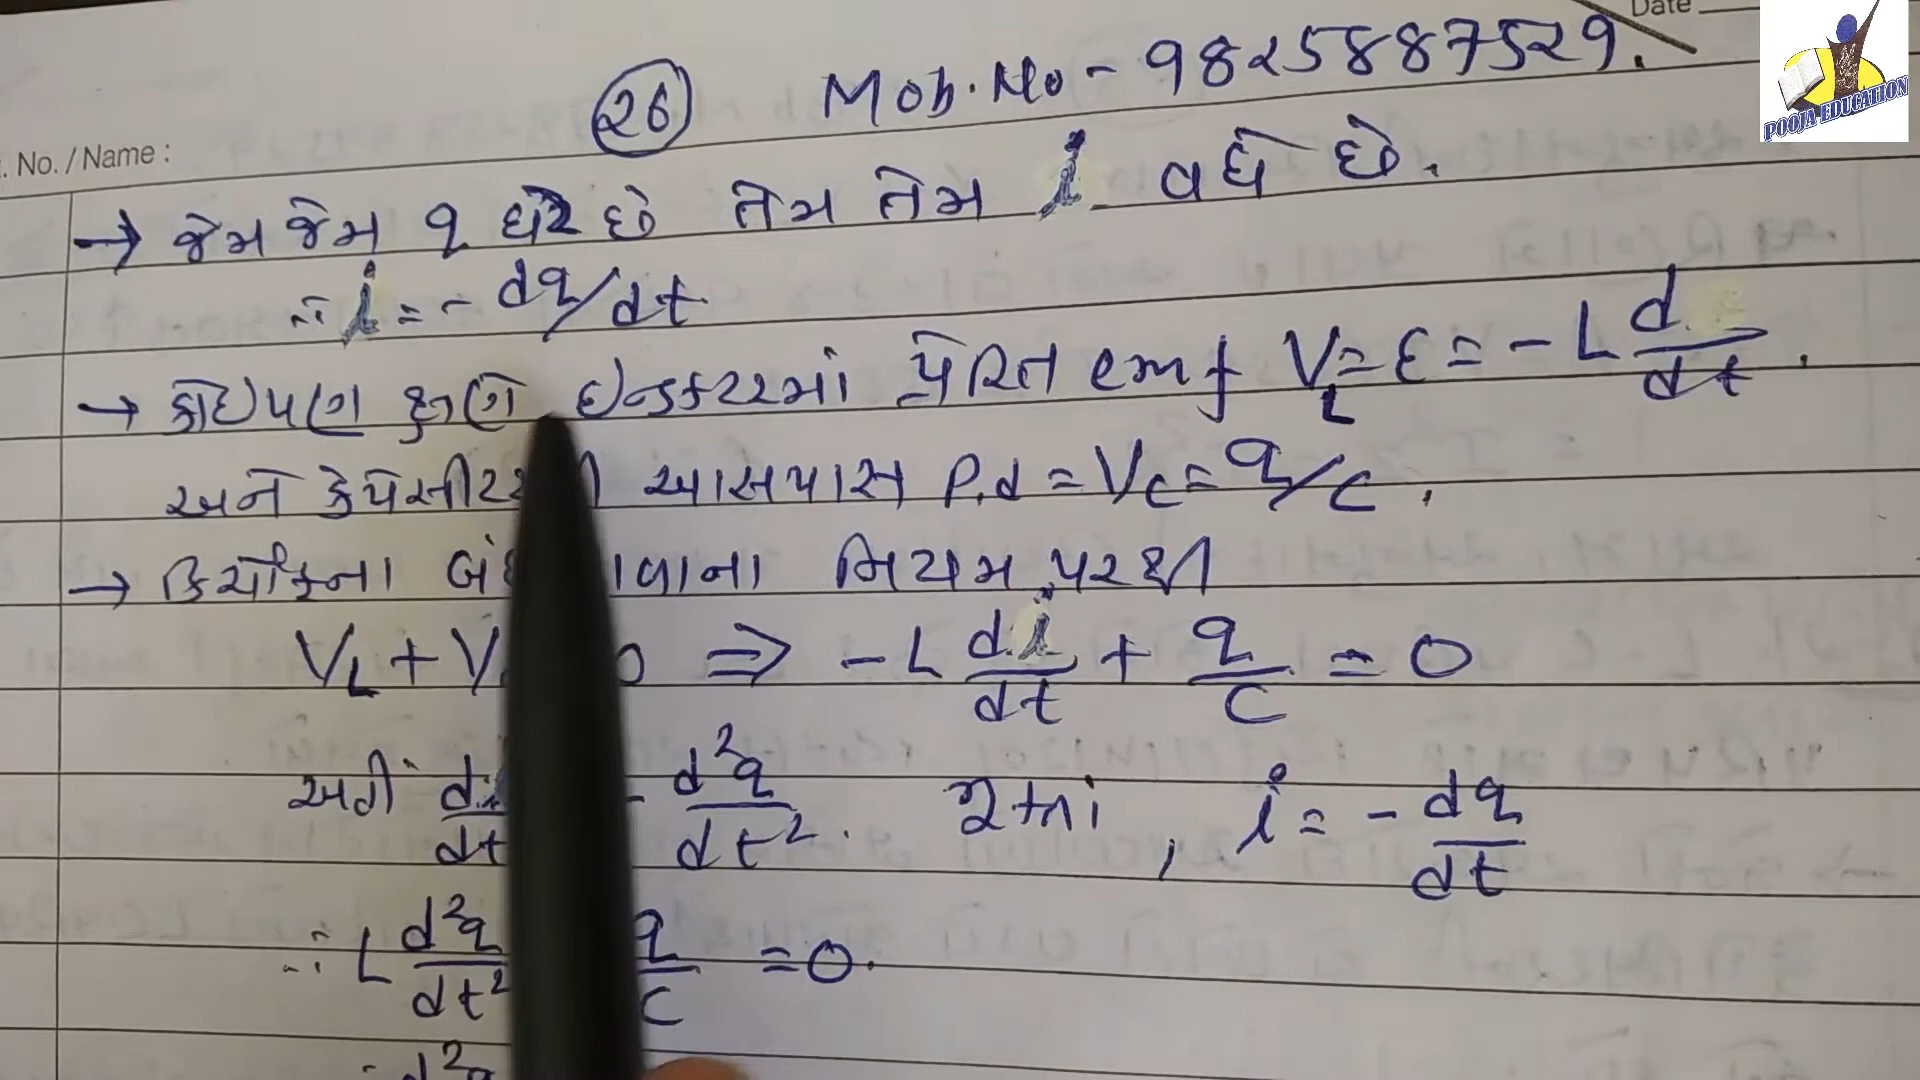 Date
26 Mob. No - 9825887529.
POOJA EDUCATION
. No. / Name :
→ જેમ જેમ q ઘટે છે તેમ તેમ i વધે છે.
∴ i = - dq/dt
→ કોઇપણ ક્ષણે ઇન્ડક્ટરમાં પ્રેરિત emf V_L = ε = - L d/dt .
અને કેપેસીટર આસપાસ P.d = V_C = q/C .
→ કિર્ચોફના બંધ ગાળાના નિયમ પરથી
V_L + V 0 ⇒ - L di/dt + q/C = 0
અહીં di/dt - d²q/dt² . જ્યાં , i = - dq/dt
∴ L d²q/dt² q/C = 0.
d²q